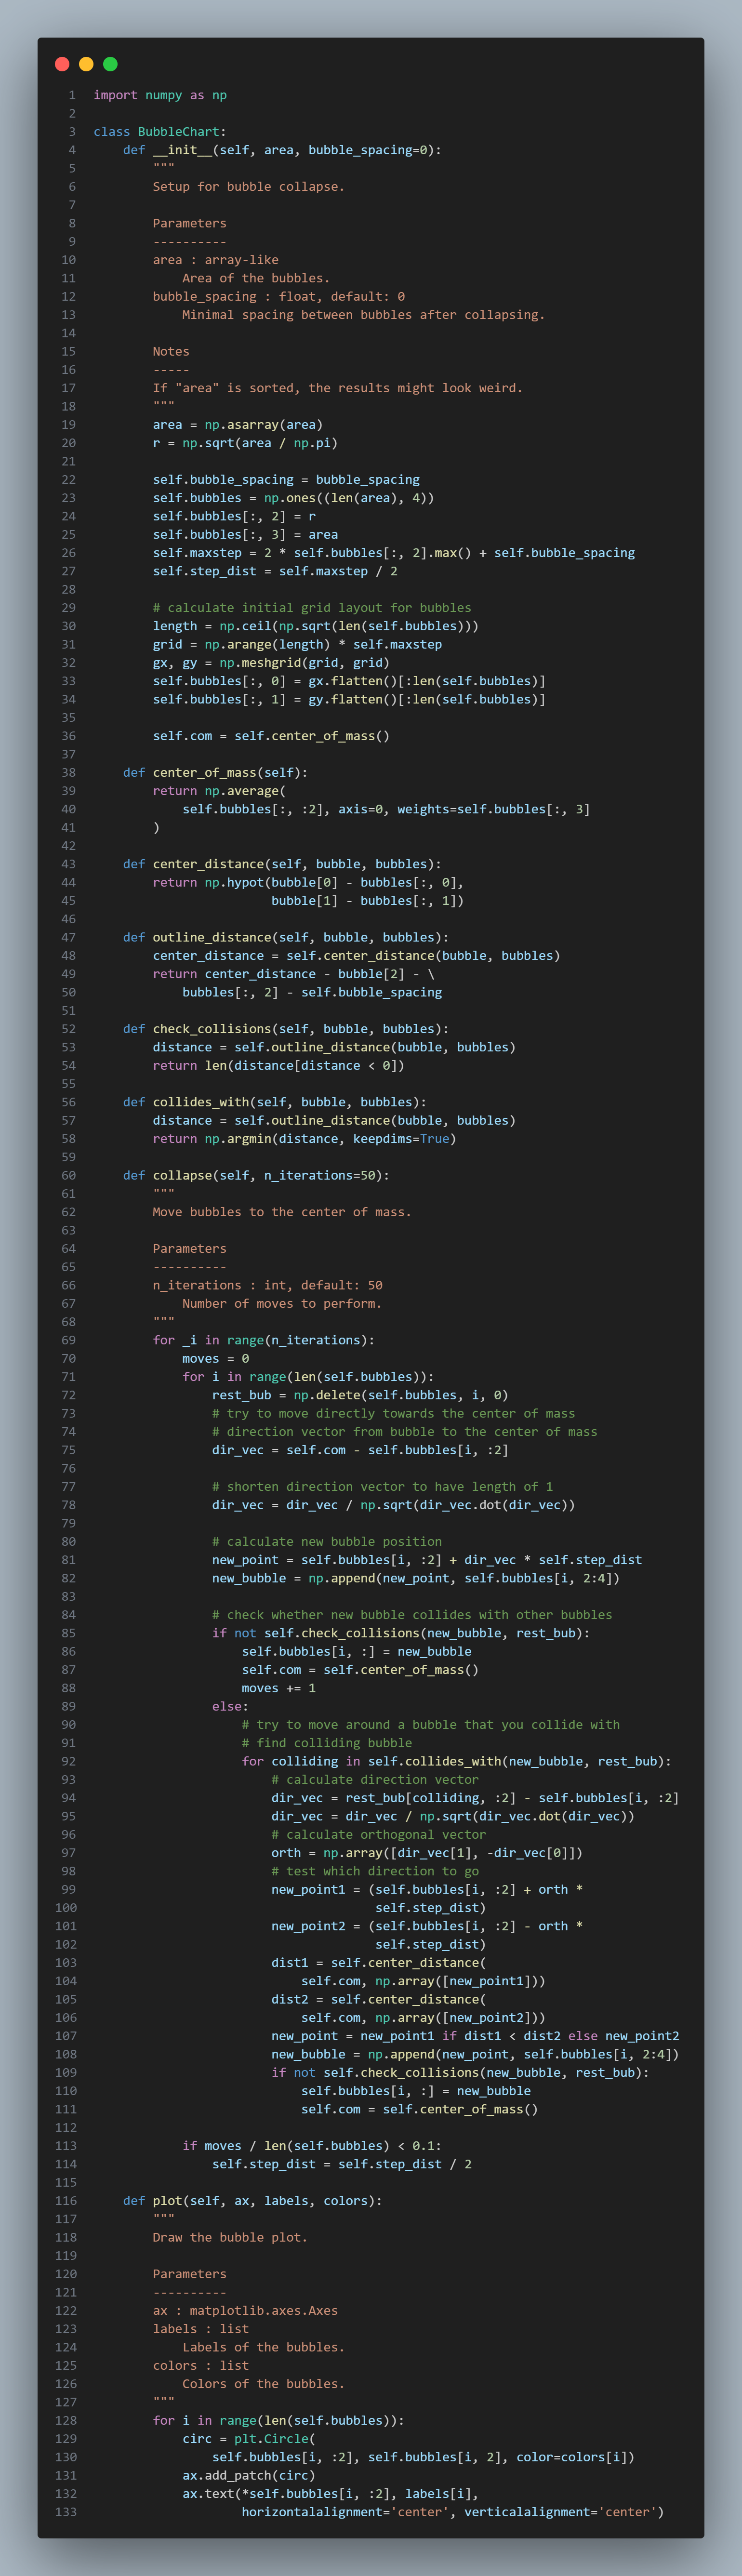 1 import numpy as np
2
3 class BubbleChart:
4     def __init__(self, area, bubble_spacing=0):
5         """
6         Setup for bubble collapse.
7
8         Parameters
9         ----------
10         area : array-like
11             Area of the bubbles.
12         bubble_spacing : float, default: 0
13             Minimal spacing between bubbles after collapsing.
14
15         Notes
16         -----
17         If "area" is sorted, the results might look weird.
18         """
19         area = np.asarray(area)
20         r = np.sqrt(area / np.pi)
21
22         self.bubble_spacing = bubble_spacing
23         self.bubbles = np.ones((len(area), 4))
24         self.bubbles[:, 2] = r
25         self.bubbles[:, 3] = area
26         self.maxstep = 2 * self.bubbles[:, 2].max() + self.bubble_spacing
27         self.step_dist = self.maxstep / 2
28
29         # calculate initial grid layout for bubbles
30         length = np.ceil(np.sqrt(len(self.bubbles)))
31         grid = np.arange(length) * self.maxstep
32         gx, gy = np.meshgrid(grid, grid)
33         self.bubbles[:, 0] = gx.flatten()[:len(self.bubbles)]
34         self.bubbles[:, 1] = gy.flatten()[:len(self.bubbles)]
35
36         self.com = self.center_of_mass()
37
38     def center_of_mass(self):
39         return np.average(
40             self.bubbles[:, :2], axis=0, weights=self.bubbles[:, 3]
41         )
42
43     def center_distance(self, bubble, bubbles):
44         return np.hypot(bubble[0] - bubbles[:, 0],
45                         bubble[1] - bubbles[:, 1])
46
47     def outline_distance(self, bubble, bubbles):
48         center_distance = self.center_distance(bubble, bubbles)
49         return center_distance - bubble[2] - \
50             bubbles[:, 2] - self.bubble_spacing
51
52     def check_collisions(self, bubble, bubbles):
53         distance = self.outline_distance(bubble, bubbles)
54         return len(distance[distance < 0])
55
56     def collides_with(self, bubble, bubbles):
57         distance = self.outline_distance(bubble, bubbles)
58         return np.argmin(distance, keepdims=True)
59
60     def collapse(self, n_iterations=50):
61         """
62         Move bubbles to the center of mass.
63
64         Parameters
65         ----------
66         n_iterations : int, default: 50
67             Number of moves to perform.
68         """
69         for _i in range(n_iterations):
70             moves = 0
71             for i in range(len(self.bubbles)):
72                 rest_bub = np.delete(self.bubbles, i, 0)
73                 # try to move directly towards the center of mass
74                 # direction vector from bubble to the center of mass
75                 dir_vec = self.com - self.bubbles[i, :2]
76
77                 # shorten direction vector to have length of 1
78                 dir_vec = dir_vec / np.sqrt(dir_vec.dot(dir_vec))
79
80                 # calculate new bubble position
81                 new_point = self.bubbles[i, :2] + dir_vec * self.step_dist
82                 new_bubble = np.append(new_point, self.bubbles[i, 2:4])
83
84                 # check whether new bubble collides with other bubbles
85                 if not self.check_collisions(new_bubble, rest_bub):
86                     self.bubbles[i, :] = new_bubble
87                     self.com = self.center_of_mass()
88                     moves += 1
89                 else:
90                     # try to move around a bubble that you collide with
91                     # find colliding bubble
92                     for colliding in self.collides_with(new_bubble, rest_bub):
93                         # calculate direction vector
94                         dir_vec = rest_bub[colliding, :2] - self.bubbles[i, :2]
95                         dir_vec = dir_vec / np.sqrt(dir_vec.dot(dir_vec))
96                         # calculate orthogonal vector
97                         orth = np.array([dir_vec[1], -dir_vec[0]])
98                         # test which direction to go
99                         new_point1 = (self.bubbles[i, :2] + orth *
100                                       self.step_dist)
101                         new_point2 = (self.bubbles[i, :2] - orth *
102                                       self.step_dist)
103                         dist1 = self.center_distance(
104                             self.com, np.array([new_point1]))
105                         dist2 = self.center_distance(
106                             self.com, np.array([new_point2]))
107                         new_point = new_point1 if dist1 < dist2 else new_point2
108                         new_bubble = np.append(new_point, self.bubbles[i, 2:4])
109                         if not self.check_collisions(new_bubble, rest_bub):
110                             self.bubbles[i, :] = new_bubble
111                             self.com = self.center_of_mass()
112
113             if moves / len(self.bubbles) < 0.1:
114                 self.step_dist = self.step_dist / 2
115
116     def plot(self, ax, labels, colors):
117         """
118         Draw the bubble plot.
119
120         Parameters
121         ----------
122         ax : matplotlib.axes.Axes
123         labels : list
124             Labels of the bubbles.
125         colors : list
126             Colors of the bubbles.
127         """
128         for i in range(len(self.bubbles)):
129             circ = plt.Circle(
130                 self.bubbles[i, :2], self.bubbles[i, 2], color=colors[i])
131             ax.add_patch(circ)
132             ax.text(*self.bubbles[i, :2], labels[i],
133                     horizontalalignment='center', verticalalignment='center')